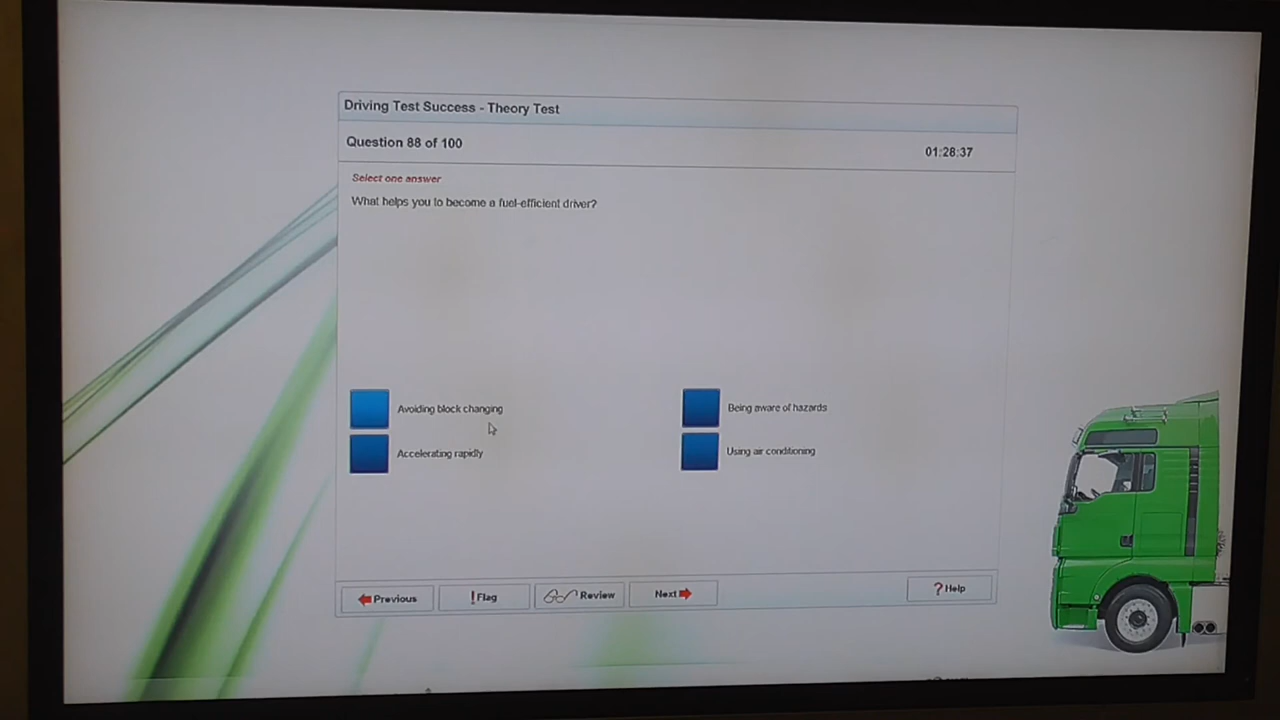 Driving Test Success - Theory Test
Question 88 of 100
01:28:37
Select one answer
What helps you to become a fuel-efficient driver?
Avoiding block changing
Being aware of hazards
Accelerating rapidly
Using air conditioning
Previous
!Flag
Review
Next
? Help